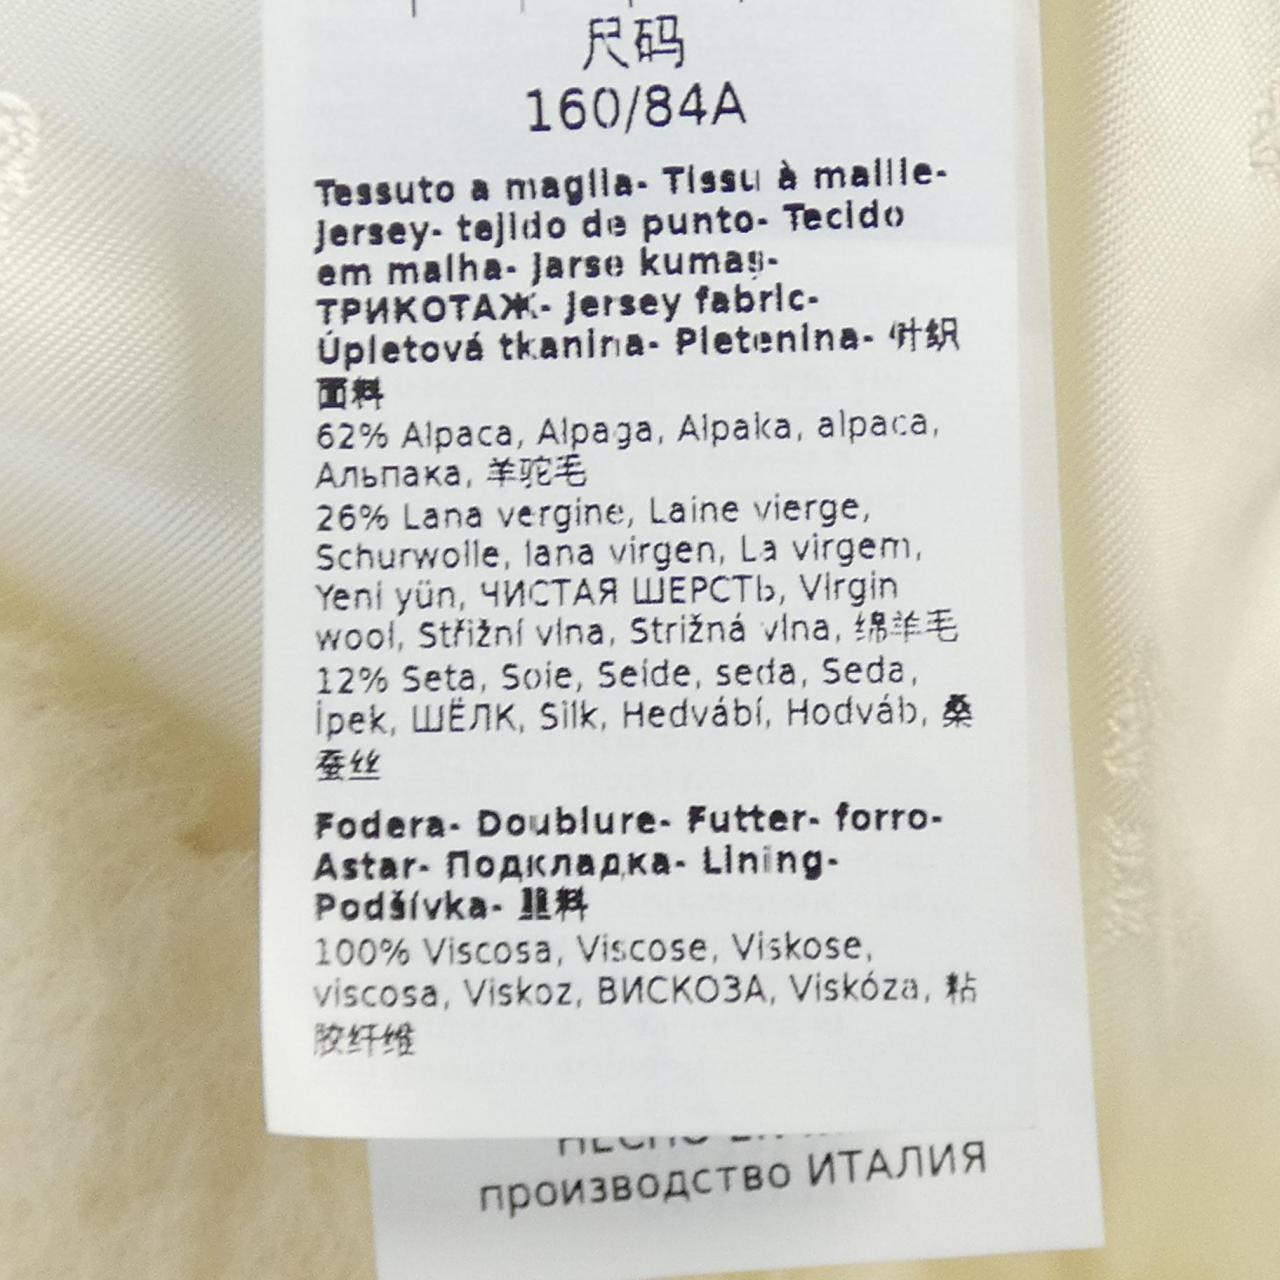 尺码
160/84A
Tessuto a maglia- Tissu à maille-
Jersey- tejido de punto- Tecido
em malha- Jarse kumaş-
ТРИКОТАЖ- Jersey fabric-
Úpletová tkanina- Pletenina- 针织
面料
62% Alpaca, Alpaga, Alpaka, alpaca,
Альпака, 羊驼毛
26% Lana vergine, Laine vierge,
Schurwolle, lana virgen, La virgem,
Yeni yün, ЧИСТАЯ ШЕРСТЬ, Virgin
wool, Střižní vlna, Strižná vlna, 绵羊毛
12% Seta, Soie, Seide, seda, Seda,
İpek, ШЁЛК, Silk, Hedvábí, Hodváb, 桑
蚕丝
Fodera- Doublure- Futter- forro-
Astar- Подкладка- Lining-
Podšívka- 里料
100% Viscosa, Viscose, Viskose,
viscosa, Viskoz, ВИСКОЗА, Viskóza, 粘
胶纤维
HECHO EN
производство ИТАЛИЯ